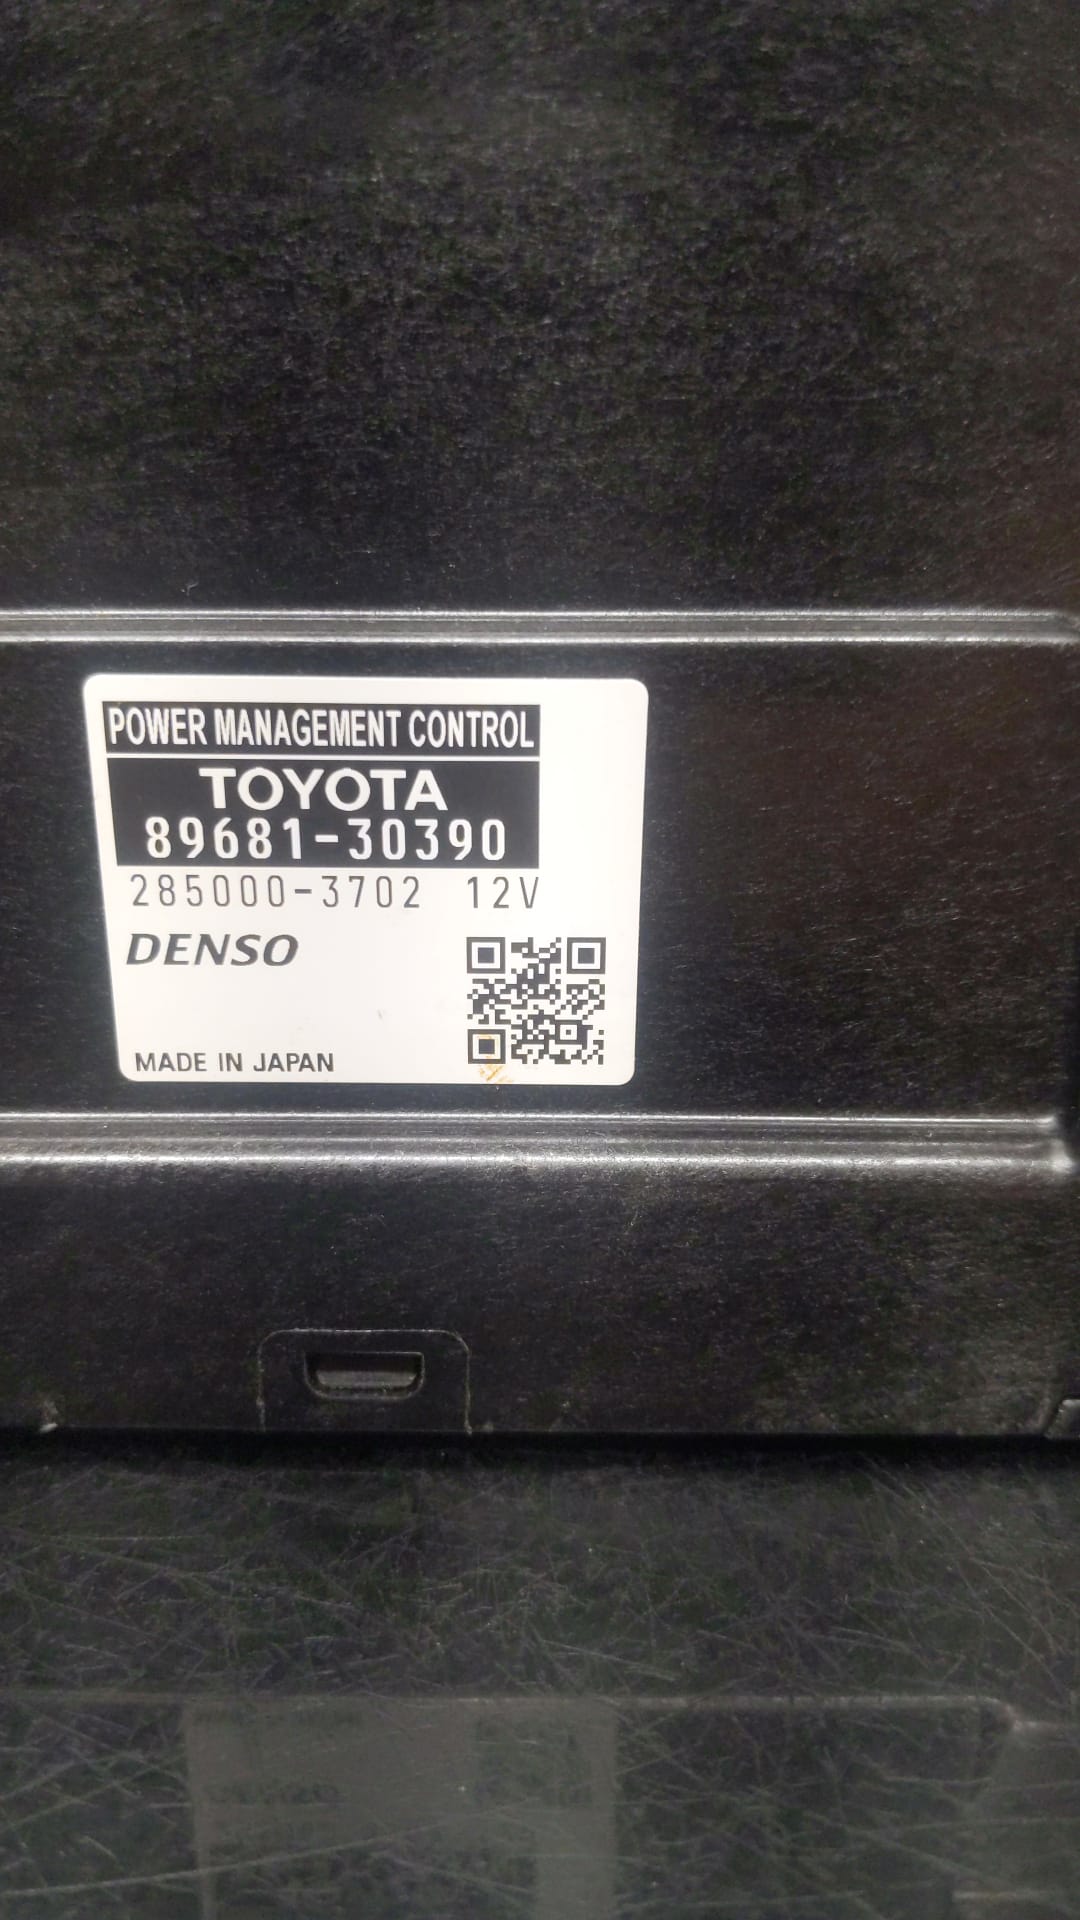 POWER MANAGEMENT CONTROL
TOYOTA
89681-30390
285000-3702 12V
DENSO
MADE IN JAPAN